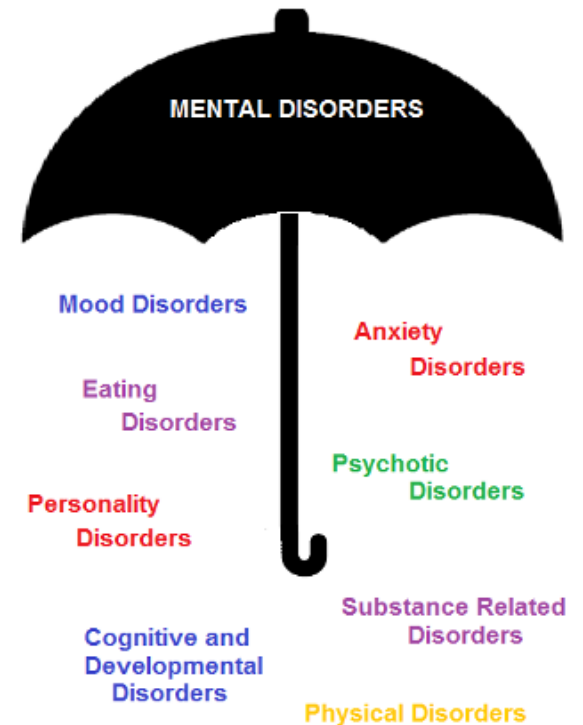 MENTAL DISORDERS
Mood Disorders
Anxiety
Disorders
Eating
Disorders
Psychotic
Disorders
Personality
Disorders
Substance Related
Disorders
Cognitive and
Developmental
Disorders
Physical Disorders